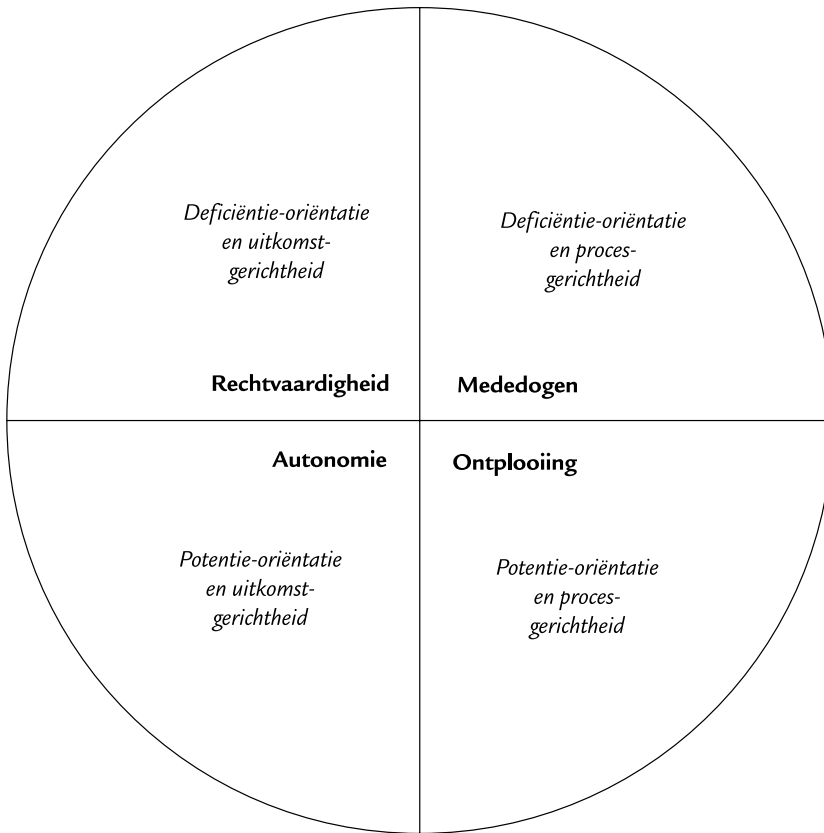 Deficiëntie-oriëntatie
en uitkomst-
gerichtheid
Rechtvaardigheid
Deficiëntie-oriëntatie
en proces-
gerichtheid
Mededogen
Autonomie
Potentie-oriëntatie
en uitkomst-
gerichtheid
Ontplooiing
Potentie-oriëntatie
en proces-
gerichtheid